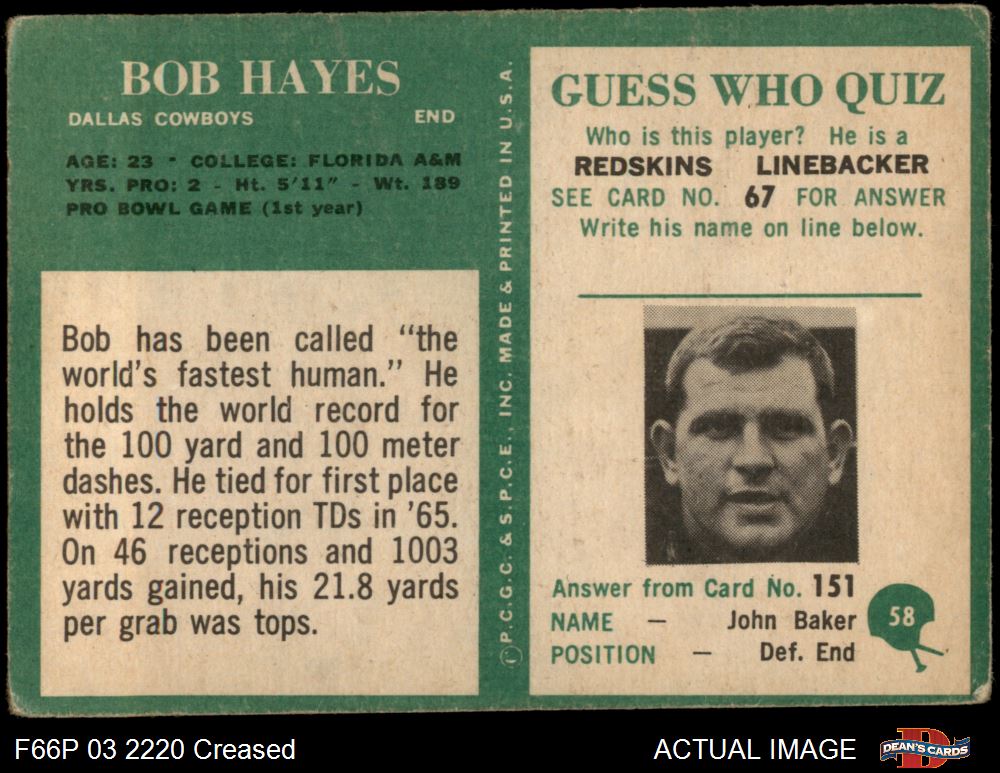 BOB HAYES
DALLAS COWBOYS END
AGE: 23 - COLLEGE: FLORIDA A&M
YRS. PRO: 2 - Ht. 5'11" - Wt. 189
PRO BOWL GAME (1st year)
Bob has been called "the
world's fastest human." He
holds the world record for
the 100 yard and 100 meter
dashes. He tied for first place
with 12 reception TDs in '65.
On 46 receptions and 1003
yards gained, his 21.8 yards
per grab was tops.
©P.C.G.C. & S.P.C.E., INC. MADE & PRINTED IN U.S.A.
GUESS WHO QUIZ
Who is this player? He is a
REDSKINS LINEBACKER
SEE CARD NO. 67 FOR ANSWER
Write his name on line below.
Answer from Card No. 151
NAME — John Baker
POSITION — Def. End
58
F66P 03 2220 Creased
ACTUAL IMAGE
DEAN'S CARDS